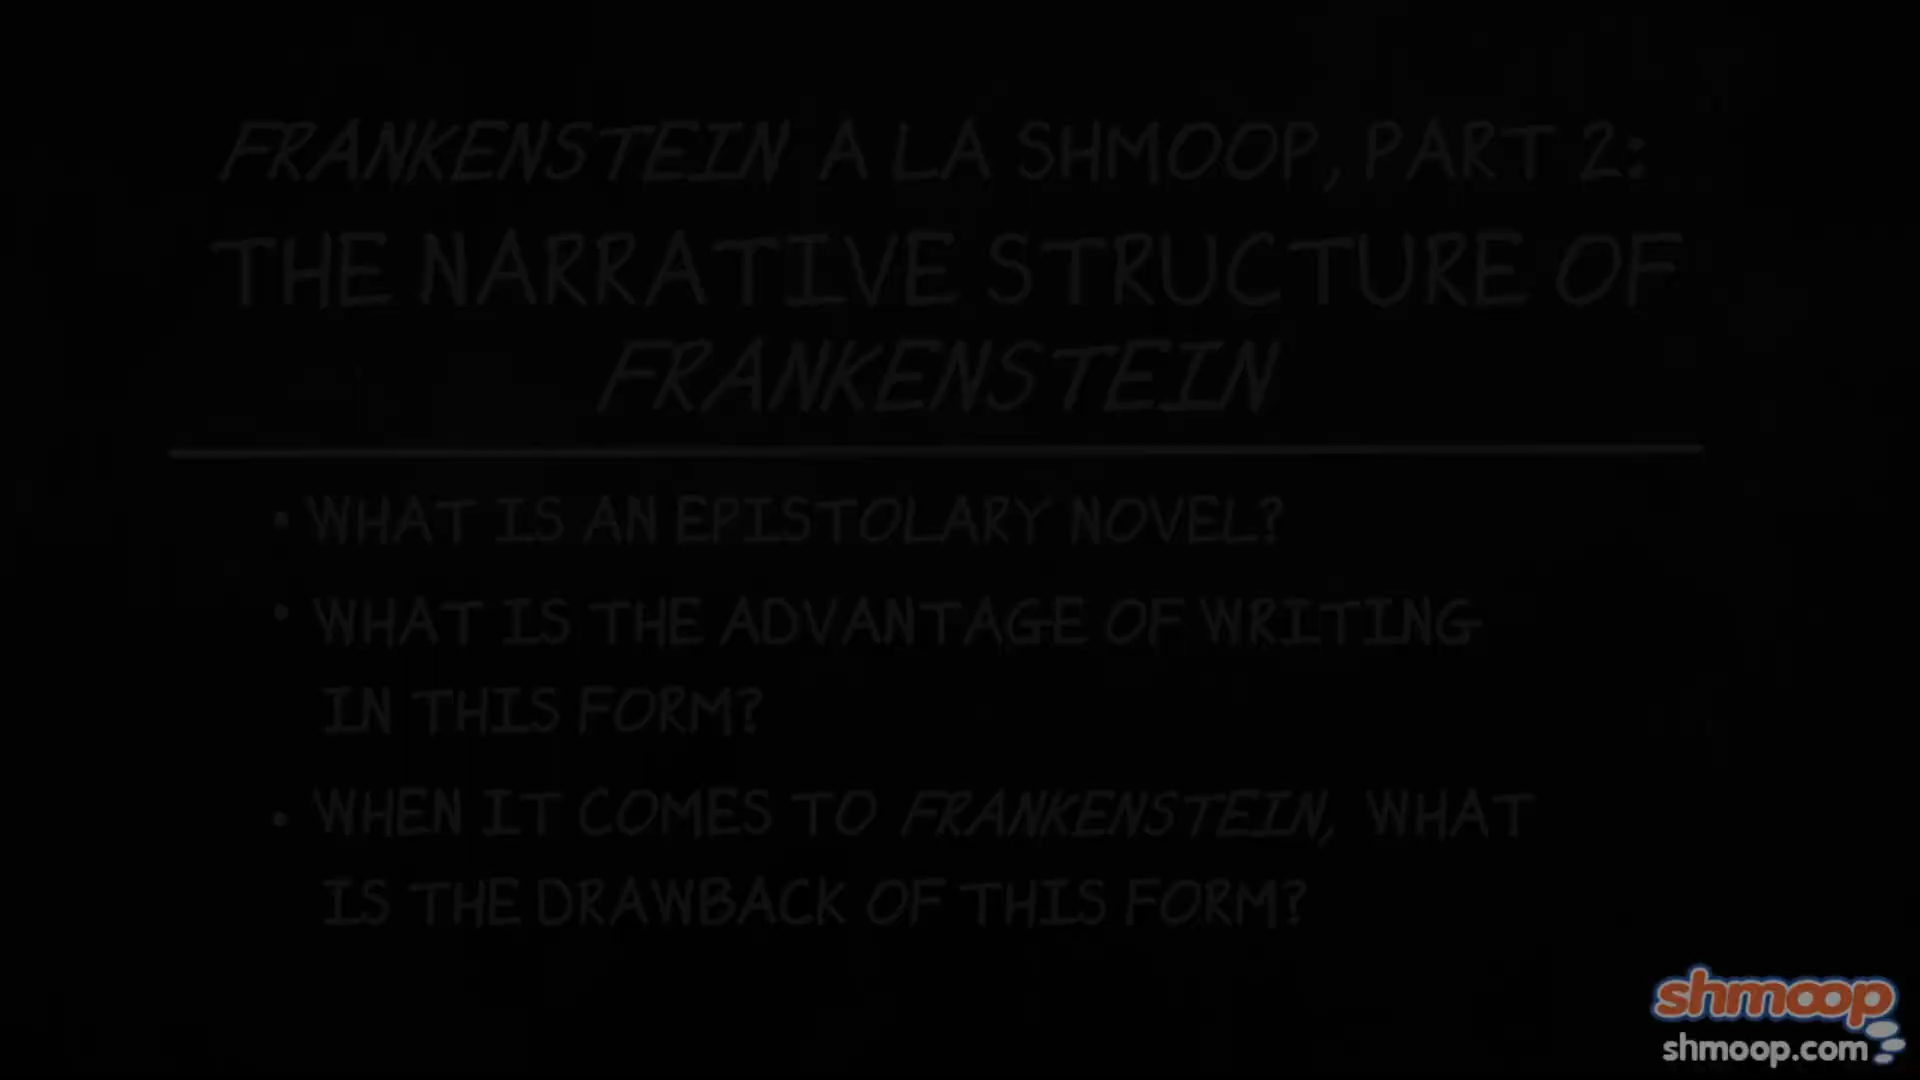 FRANKENSTEIN A LA SHMOOP, PART 2:
THE NARRATIVE STRUCTURE OF
FRANKENSTEIN
• WHAT IS AN EPISTOLARY NOVEL?
• WHAT IS THE ADVANTAGE OF WRITING
IN THIS FORM?
• WHEN IT COMES TO FRANKENSTEIN, WHAT
IS THE DRAWBACK OF THIS FORM?
shmoop
shmoop.com